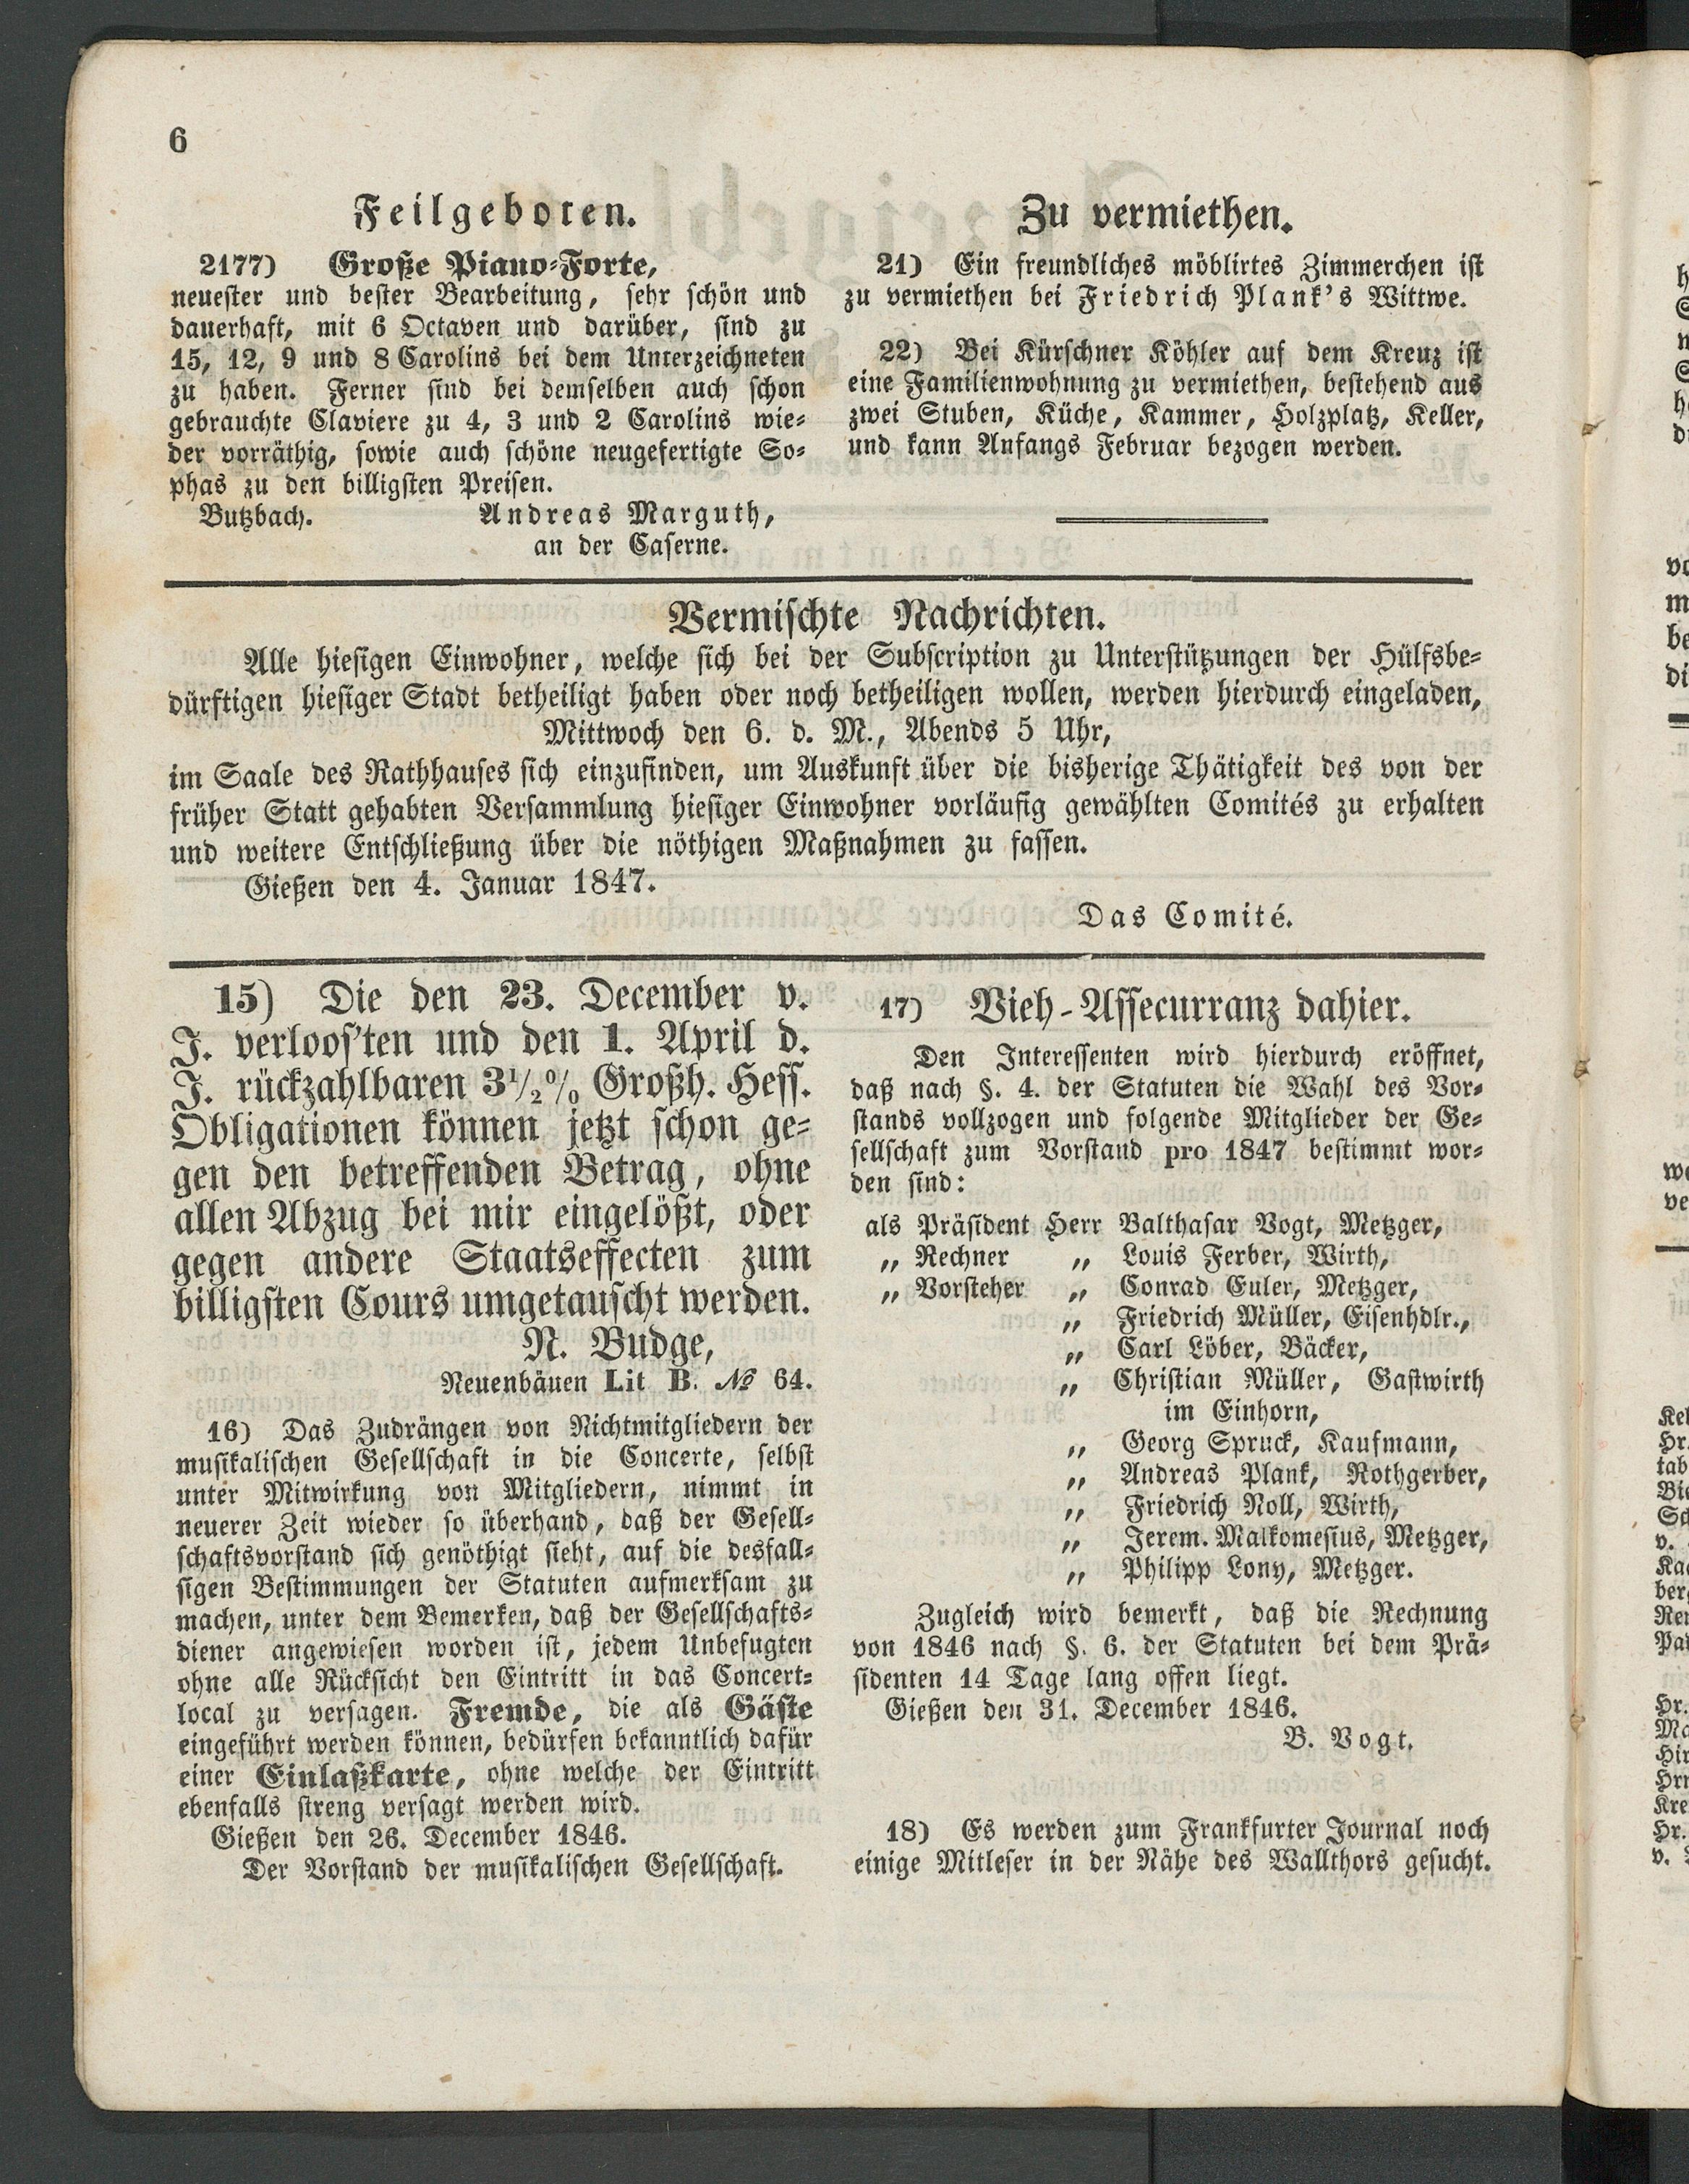 6
Feilgeboten.
2177) Große Piano-Forte,
neuester und bester Bearbeitung, sehr schön und
dauerhaft, mit 6 Octaven und darüber, sind zu
15, 12, 9 und 8 Carolins bei dem Unterzeichneten
zu haben. Ferner sind bei demselben auch schon
gebrauchte Claviere zu 4, 3 und 2 Carolins wie-
der vorräthig, sowie auch schöne neugefertigte So-
phas zu den billigsten Preisen.
Butzbach. Andreas Marguth,
an der Caserne.
Zu vermiethen.
21) Ein freundliches möblirtes Zimmerchen ist
zu vermiethen bei Friedrich Plank's Wittwe.
22) Bei Kürschner Köhler auf dem Kreuz ist
eine Familienwohnung zu vermiethen, bestehend aus
zwei Stuben, Küche, Kammer, Holzplatz, Keller,
und kann Anfangs Februar bezogen werden.
Vermischte Nachrichten.
Alle hiesigen Einwohner, welche sich bei der Subscription zu Unterstützungen der Hülfsbe-
dürftigen hiesiger Stadt betheiligt haben oder noch betheiligen wollen, werden hierdurch eingeladen,
Mittwoch den 6. d. M., Abends 5 Uhr,
im Saale des Rathhauses sich einzufinden, um Auskunft über die bisherige Thätigkeit des von der
früher Statt gehabten Versammlung hiesiger Einwohner vorläufig gewählten Comités zu erhalten
und weitere Entschließung über die nöthigen Maßnahmen zu fassen.
Gießen den 4. Januar 1847.
Das Comité.
15) Die den 23. December v.
J. verloos'ten und den 1. April d.
J. rückzahlbaren 3 1/2 % Großh. Hess.
Obligationen können jetzt schon ge-
gen den betreffenden Betrag, ohne
allen Abzug bei mir eingelößt, oder
gegen andere Staatseffecten zum
billigsten Cours umgetauscht werden.
N. Budge,
Neuenbäuen Lit B. № 64.
16) Das Zudrängen von Nichtmitgliedern der
musikalischen Gesellschaft in die Concerte, selbst
unter Mitwirkung von Mitgliedern, nimmt in
neuerer Zeit wieder so überhand, daß der Gesell-
schaftsvorstand sich genöthigt sieht, auf die desfall-
sigen Bestimmungen der Statuten aufmerksam zu
machen, unter dem Bemerken, daß der Gesellschafts-
diener angewiesen worden ist, jedem Unbefugten
ohne alle Rücksicht den Eintritt in das Concert-
local zu versagen. Fremde, die als Gäste
eingeführt werden können, bedürfen bekanntlich dafür
einer Einlaßkarte, ohne welche der Eintritt
ebenfalls streng versagt werden wird.
Gießen den 26. December 1846.
Der Vorstand der musikalischen Gesellschaft.
17) Vieh-Assecurranz dahier.
Den Interessenten wird hierdurch eröffnet,
daß nach §. 4. der Statuten die Wahl des Vor-
stands vollzogen und folgende Mitglieder der Ge-
sellschaft zum Vorstand pro 1847 bestimmt wor-
den sind:
als Präsident Herr Balthasar Vogt, Metzger,
„ Rechner „ Louis Ferber, Wirth,
„ Vorsteher „ Conrad Euler, Metzger,
„ Friedrich Müller, Eisenhdlr.,
„ Carl Löber, Bäcker,
„ Christian Müller, Gastwirth
im Einhorn,
„ Georg Spruck, Kaufmann,
„ Andreas Plank, Rothgerber,
„ Friedrich Noll, Wirth,
„ Jerem. Malkomesius, Metzger,
„ Philipp Lony, Metzger.
Zugleich wird bemerkt, daß die Rechnung
von 1846 nach §. 6. der Statuten bei dem Prä-
sidenten 14 Tage lang offen liegt.
Gießen den 31. December 1846.
B. Vogt.
18) Es werden zum Frankfurter Journal noch
einige Mitleser in der Nähe des Wallthors gesucht.